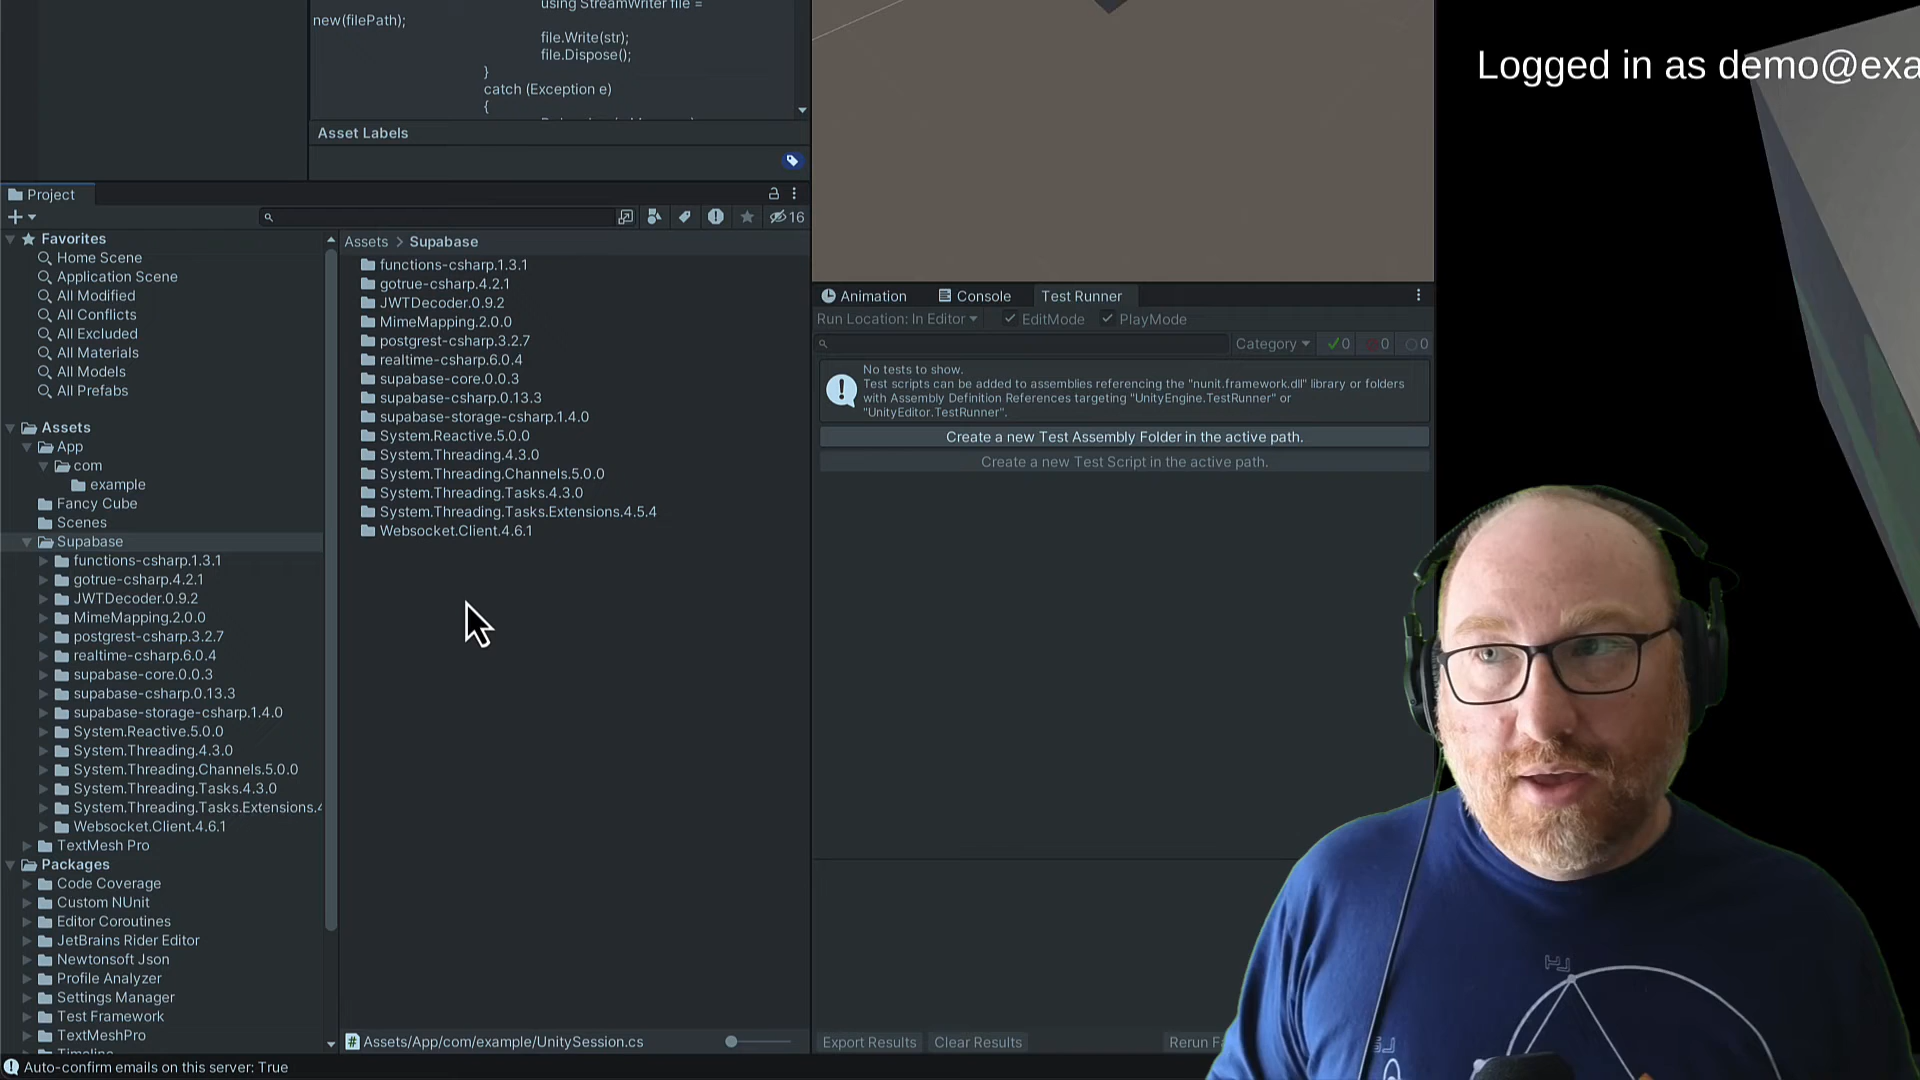 using StreamWriter file =
new(filePath);
file.Write(str);
file.Dispose();
}
catch (Exception e)
{
Asset Labels
Project
16
Favorites
Home Scene
Application Scene
All Modified
All Conflicts
All Excluded
All Materials
All Models
All Prefabs
Assets
App
com
example
Fancy Cube
Scenes
Supabase
functions-csharp.1.3.1
gotrue-csharp.4.2.1
JWTDecoder.0.9.2
MimeMapping.2.0.0
postgrest-csharp.3.2.7
realtime-csharp.6.0.4
supabase-core.0.0.3
supabase-csharp.0.13.3
supabase-storage-csharp.1.4.0
System.Reactive.5.0.0
System.Threading.4.3.0
System.Threading.Channels.5.0.0
System.Threading.Tasks.4.3.0
System.Threading.Tasks.Extensions.4
Websocket.Client.4.6.1
TextMesh Pro
Packages
Code Coverage
Custom NUnit
Editor Coroutines
JetBrains Rider Editor
Newtonsoft Json
Profile Analyzer
Settings Manager
Test Framework
TextMeshPro
Timeline
Assets > Supabase
functions-csharp.1.3.1
gotrue-csharp.4.2.1
JWTDecoder.0.9.2
MimeMapping.2.0.0
postgrest-csharp.3.2.7
realtime-csharp.6.0.4
supabase-core.0.0.3
supabase-csharp.0.13.3
supabase-storage-csharp.1.4.0
System.Reactive.5.0.0
System.Threading.4.3.0
System.Threading.Channels.5.0.0
System.Threading.Tasks.4.3.0
System.Threading.Tasks.Extensions.4.5.4
Websocket.Client.4.6.1
Assets/App/com/example/UnitySession.cs
Auto-confirm emails on this server: True
Animation Console Test Runner
Run Location: In Editor EditMode PlayMode
Category 0 0 0
No tests to show.
Test scripts can be added to assemblies referencing the "nunit.framework.dll" library or folders
with Assembly Definition References targeting "UnityEngine.TestRunner" or
"UnityEditor.TestRunner".
Create a new Test Assembly Folder in the active path.
Create a new Test Script in the active path.
Export Results Clear Results Rerun
Logged in as demo@exa